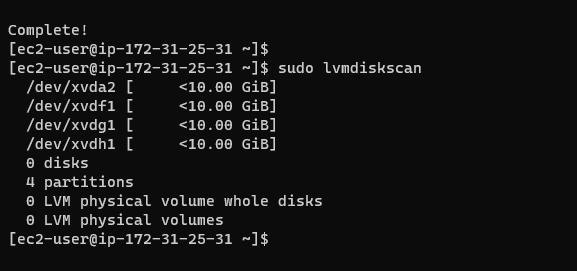 Complete!
[ec2-user@ip-172-31-25-31 ~]$
[ec2-user@ip-172-31-25-31 ~]$ sudo lvmdiskscan
  /dev/xvda2 [     <10.00 GiB]
  /dev/xvdf1 [     <10.00 GiB]
  /dev/xvdg1 [     <10.00 GiB]
  /dev/xvdh1 [     <10.00 GiB]
  0 disks
  4 partitions
  0 LVM physical volume whole disks
  0 LVM physical volumes
[ec2-user@ip-172-31-25-31 ~]$